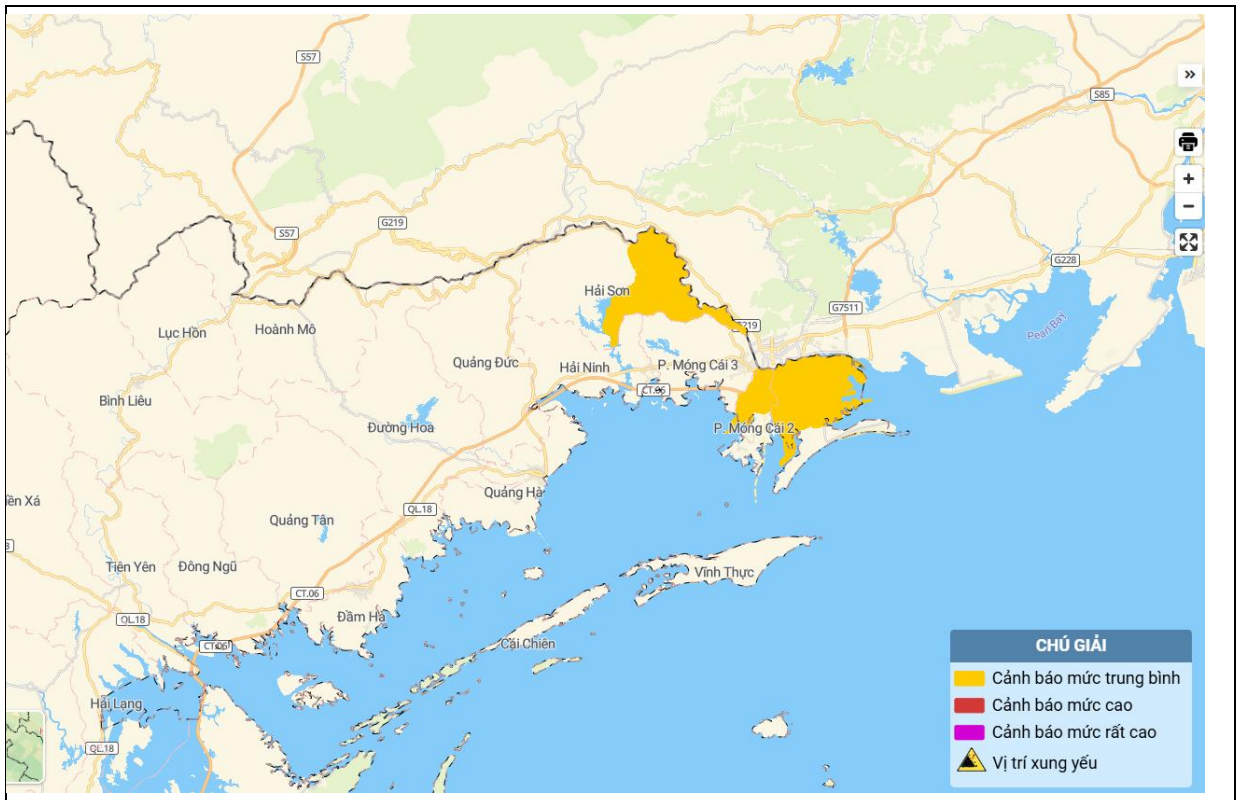 S57
S85
G219
S57
G228
Hải Sơn
G7511
Pearl Bay
Lục Hồn
Hoành Mô
219
Quảng Đức
Hải Ninh
P. Móng Cái 3
CT.06
Bình Liêu
Đường Hoa
P. Móng Cái 2
Quảng Hà
QL.18
Quảng Tân
Tiên Yên
Đông Ngũ
Vĩnh Thực
CT.06
QL.18
Đầm Hà
CT.06
Cái Chiên
Hải Lạng
QL.18
CHÚ GIẢI
Cảnh báo mức trung bình
Cảnh báo mức cao
Cảnh báo mức rất cao
Vị trí xung yếu